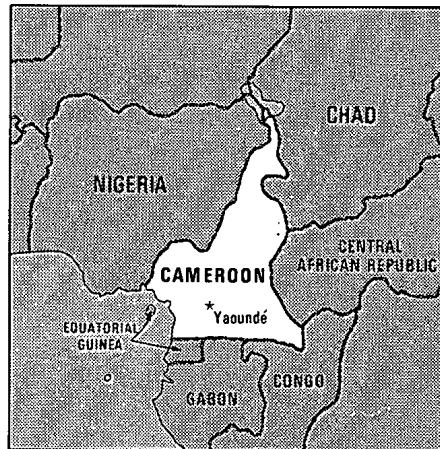 CHAD
NIGERIA
CENTRAL
AFRICAN REPUBLIC
CAMEROON
Yaoundé
EQUATORIAL
GUINEA
GABON
CONGO